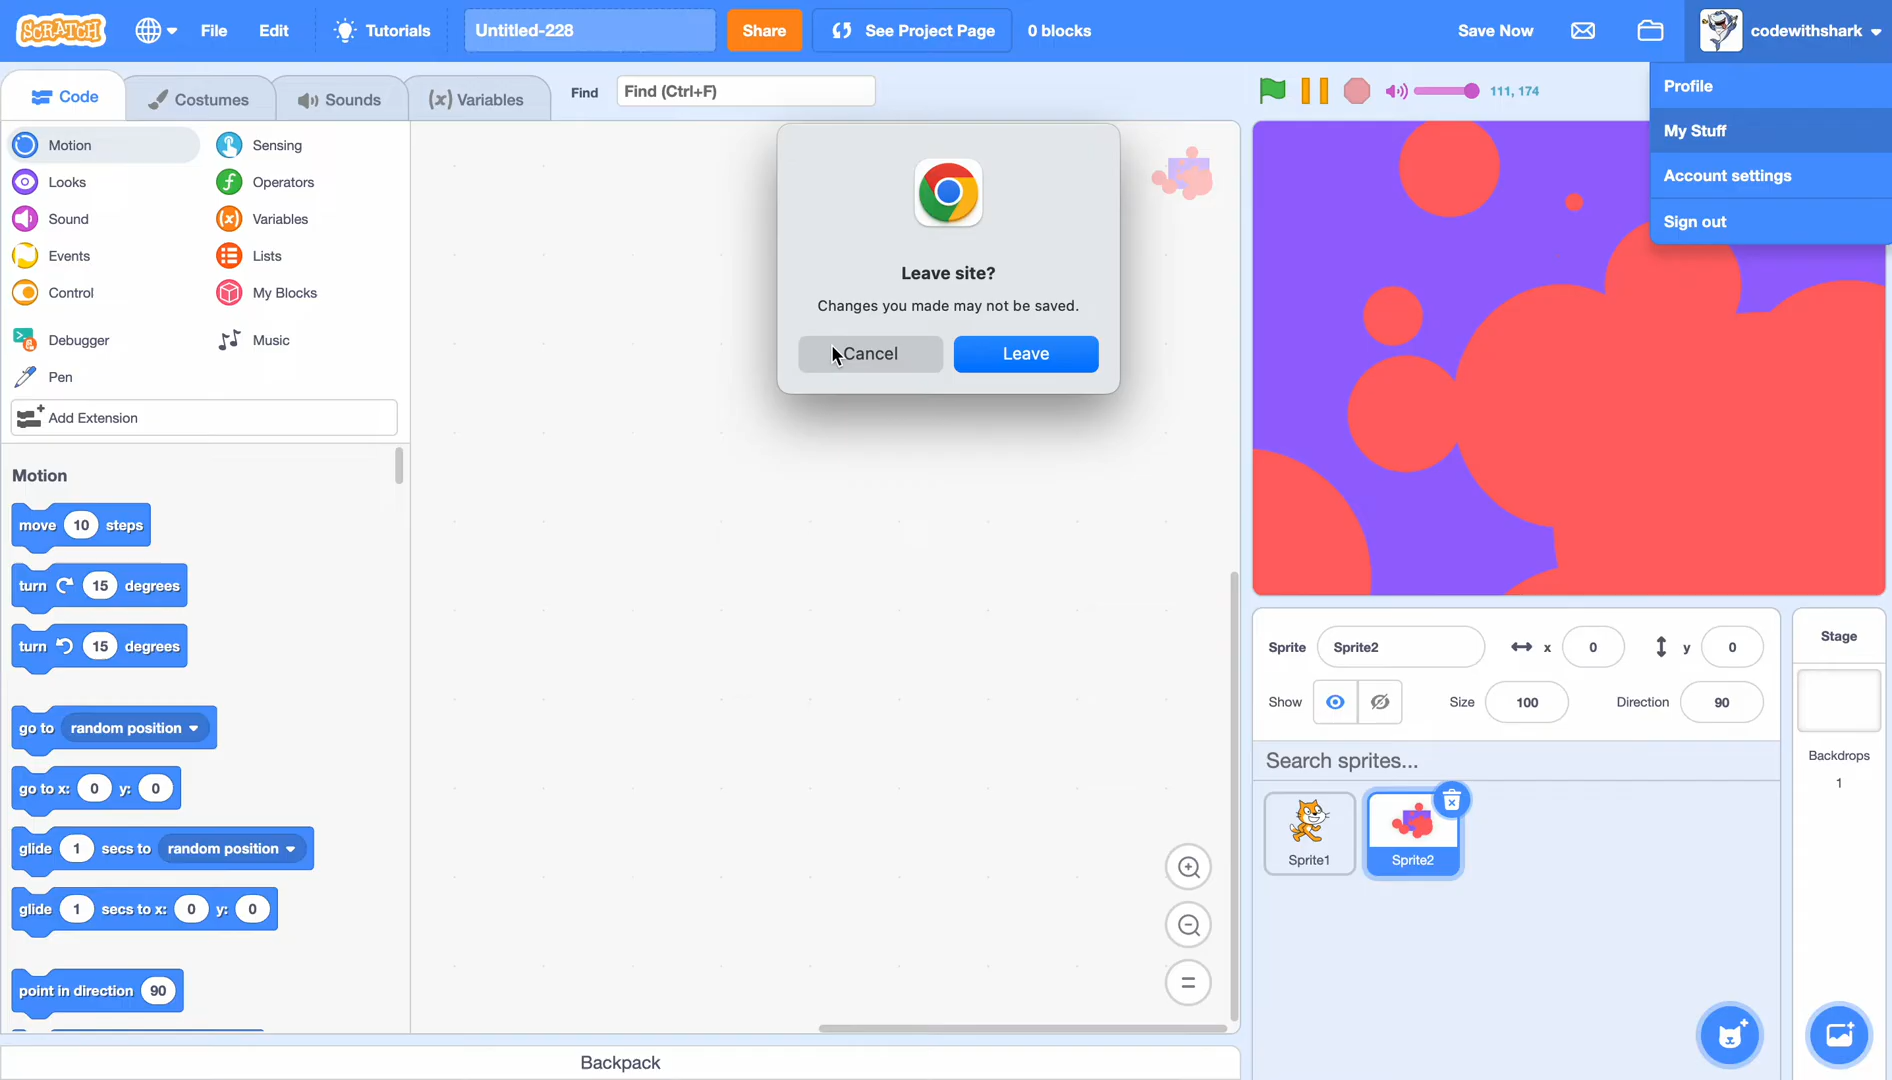 SCRATCH
File
Edit
Tutorials
Untitled-228
Share
See Project Page
0 blocks
Save Now
codewithshark
Code
Costumes
Sounds
(x) Variables
Find
Find (Ctrl+F)
111, 174
Profile
My Stuff
Account settings
Sign out
Motion
Looks
Sound
Events
Control
Debugger
Pen
Sensing
Operators
Variables
Lists
My Blocks
Music
Add Extension
Leave site?
Changes you made may not be saved.
Cancel
Leave
Motion
move 10 steps
turn 15 degrees
turn 15 degrees
go to random position
go to x: 0 y: 0
glide 1 secs to random position
glide 1 secs to x: 0 y: 0
point in direction 90
Backpack
Sprite Sprite2 x 0 y 0
Show Size 100 Direction 90
Search sprites...
Sprite1
Sprite2
Stage
Backdrops
1